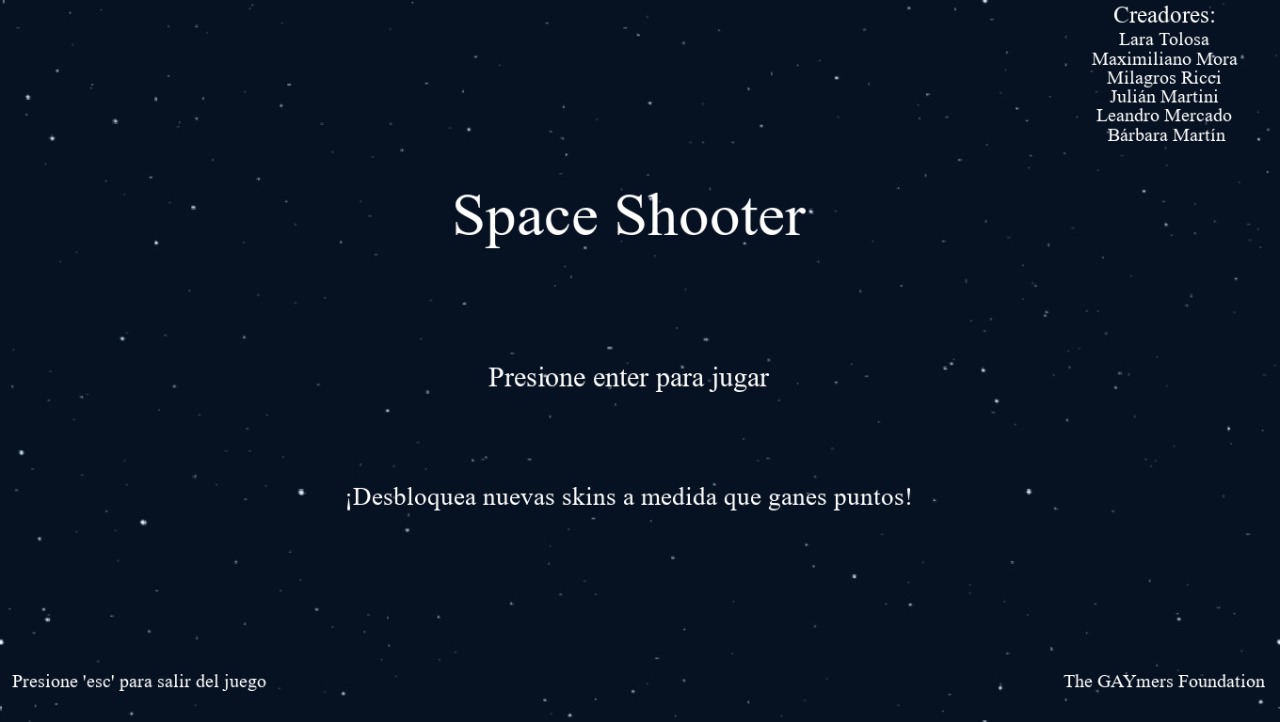 Creadores:
Lara Tolosa
Maximiliano Mora
Milagros Ricci
Julián Martini
Leandro Mercado
Bárbara Martín
Space Shooter
Presione enter para jugar
¡Desbloquea nuevas skins a medida que ganes puntos!
Presione 'esc' para salir del juego
The GAYmers Foundation